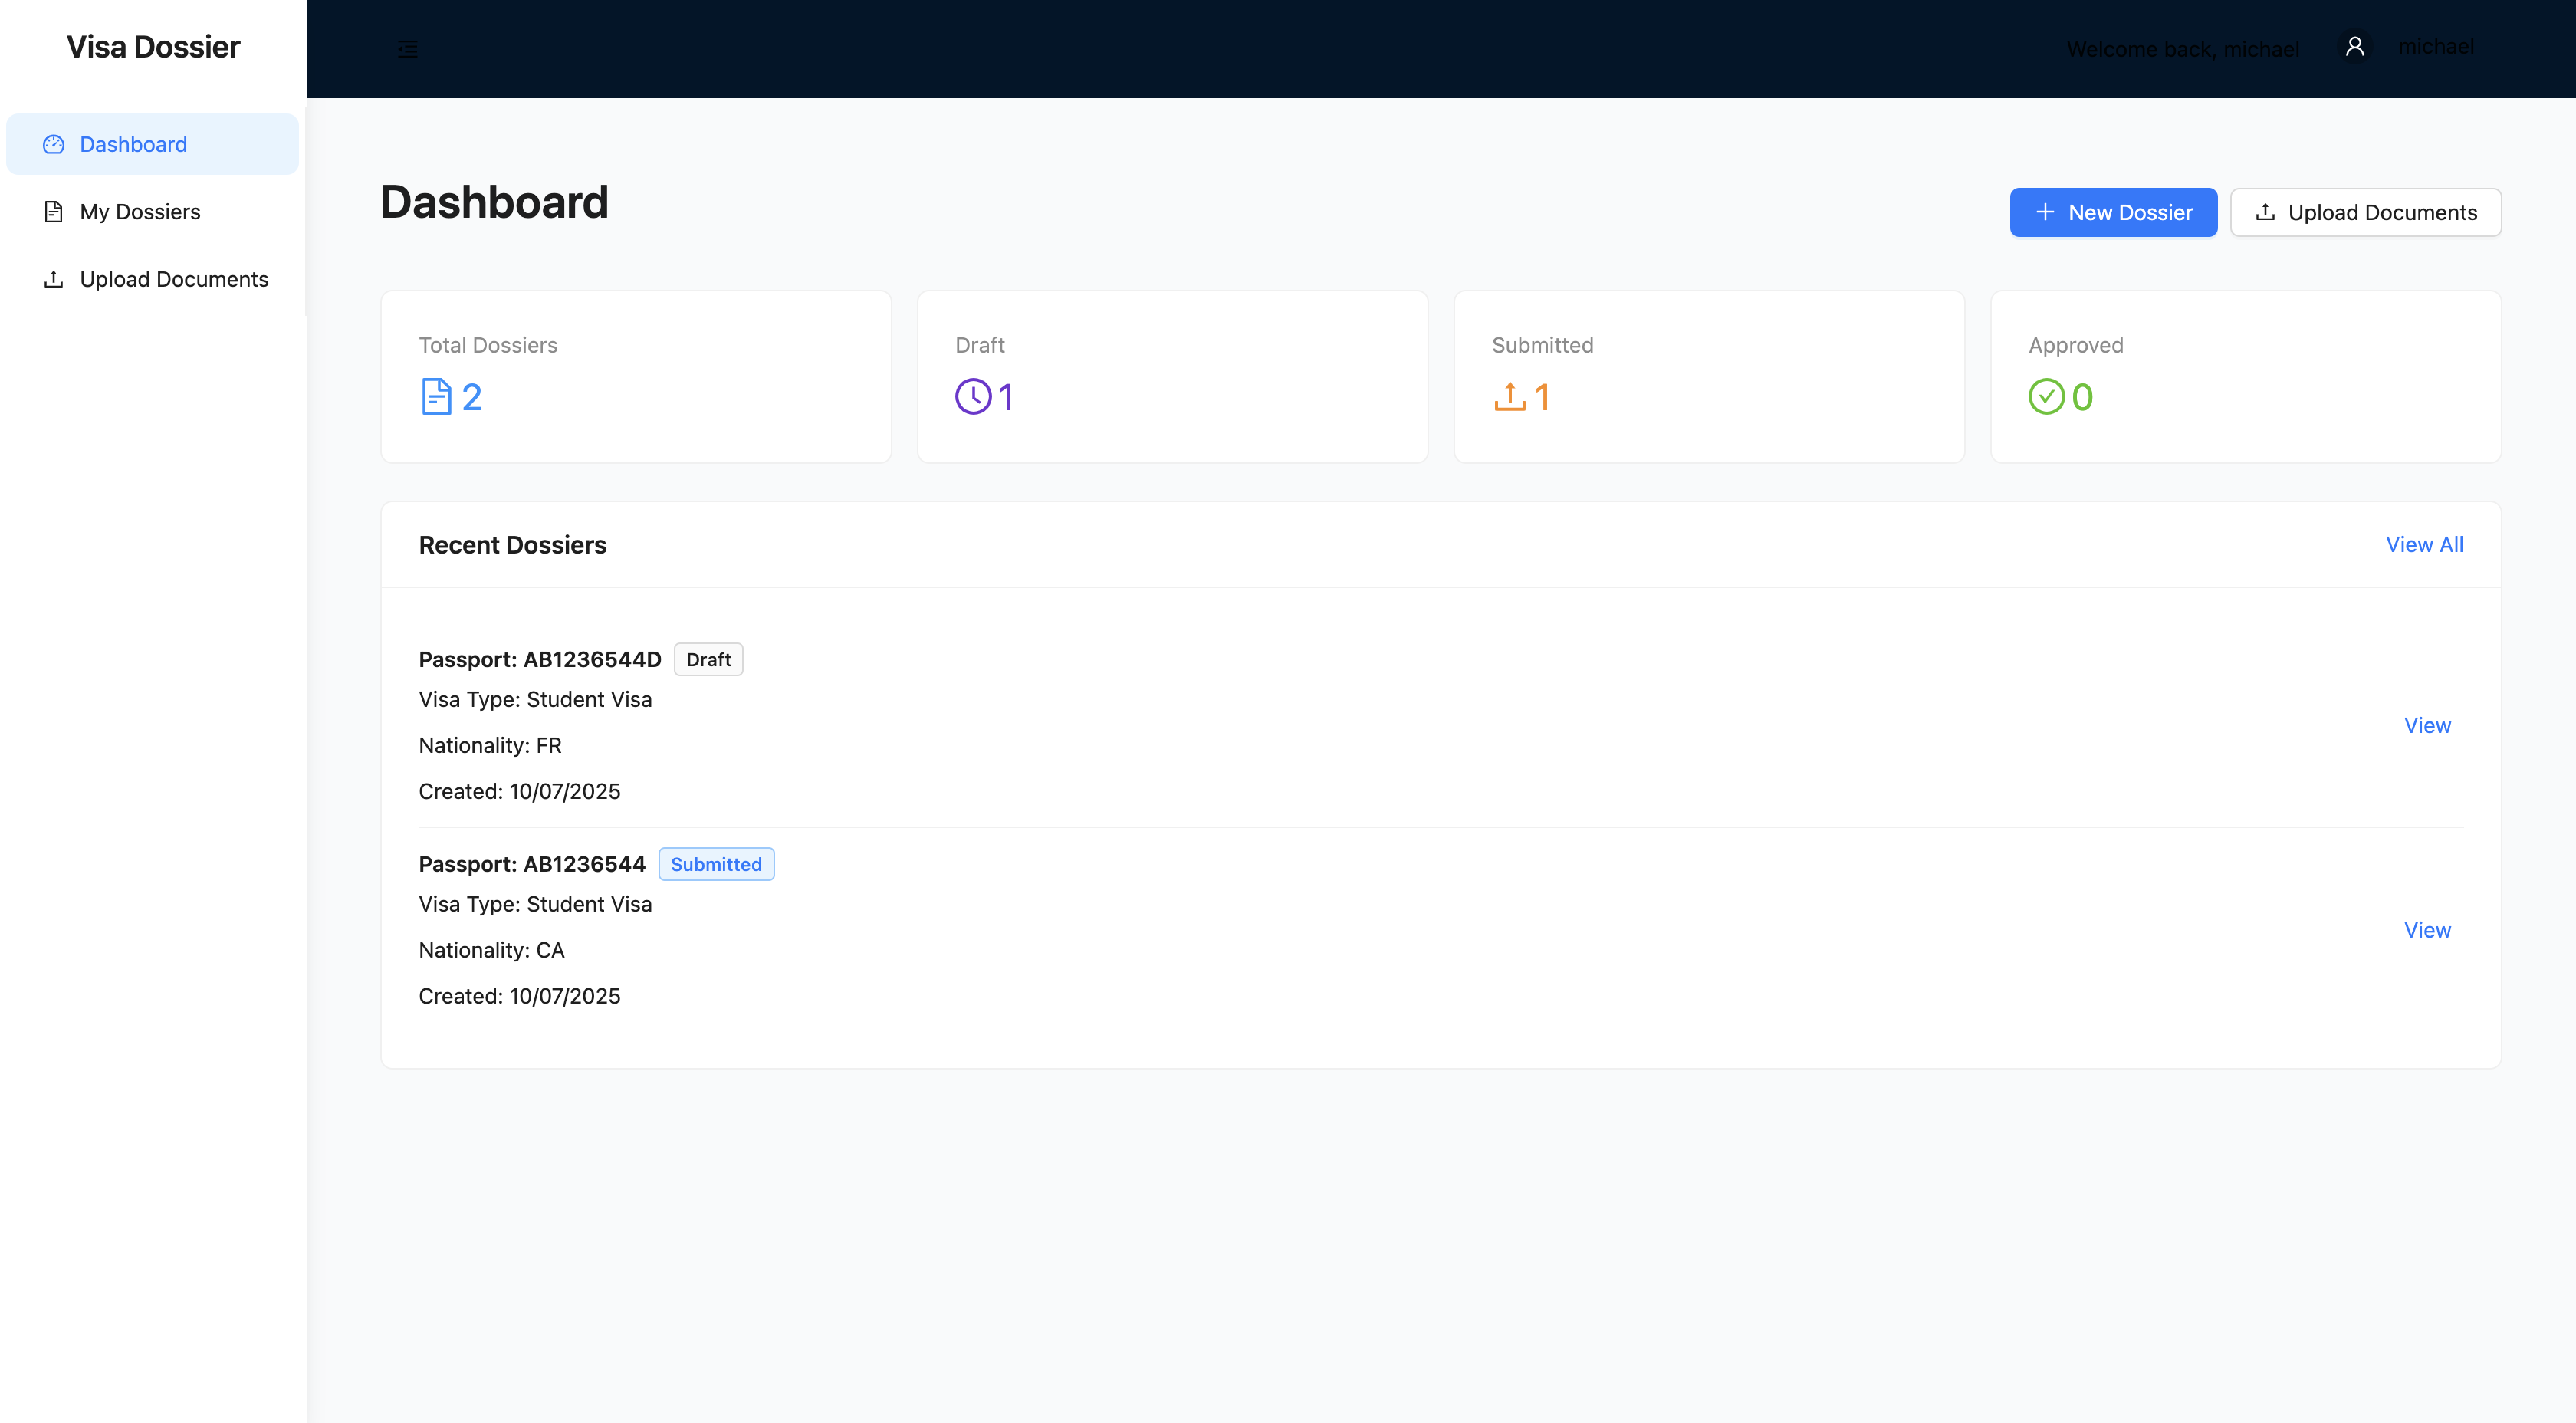 Visa Dossier
Welcome back, michael
michael
Dashboard
My Dossiers
Upload Documents
Dashboard
New Dossier
Upload Documents
Total Dossiers
2
Draft
1
Submitted
1
Approved
0
Recent Dossiers
View All
Passport: AB1236544D Draft
Visa Type: Student Visa
Nationality: FR
Created: 10/07/2025
View
Passport: AB1236544 Submitted
Visa Type: Student Visa
Nationality: CA
Created: 10/07/2025
View